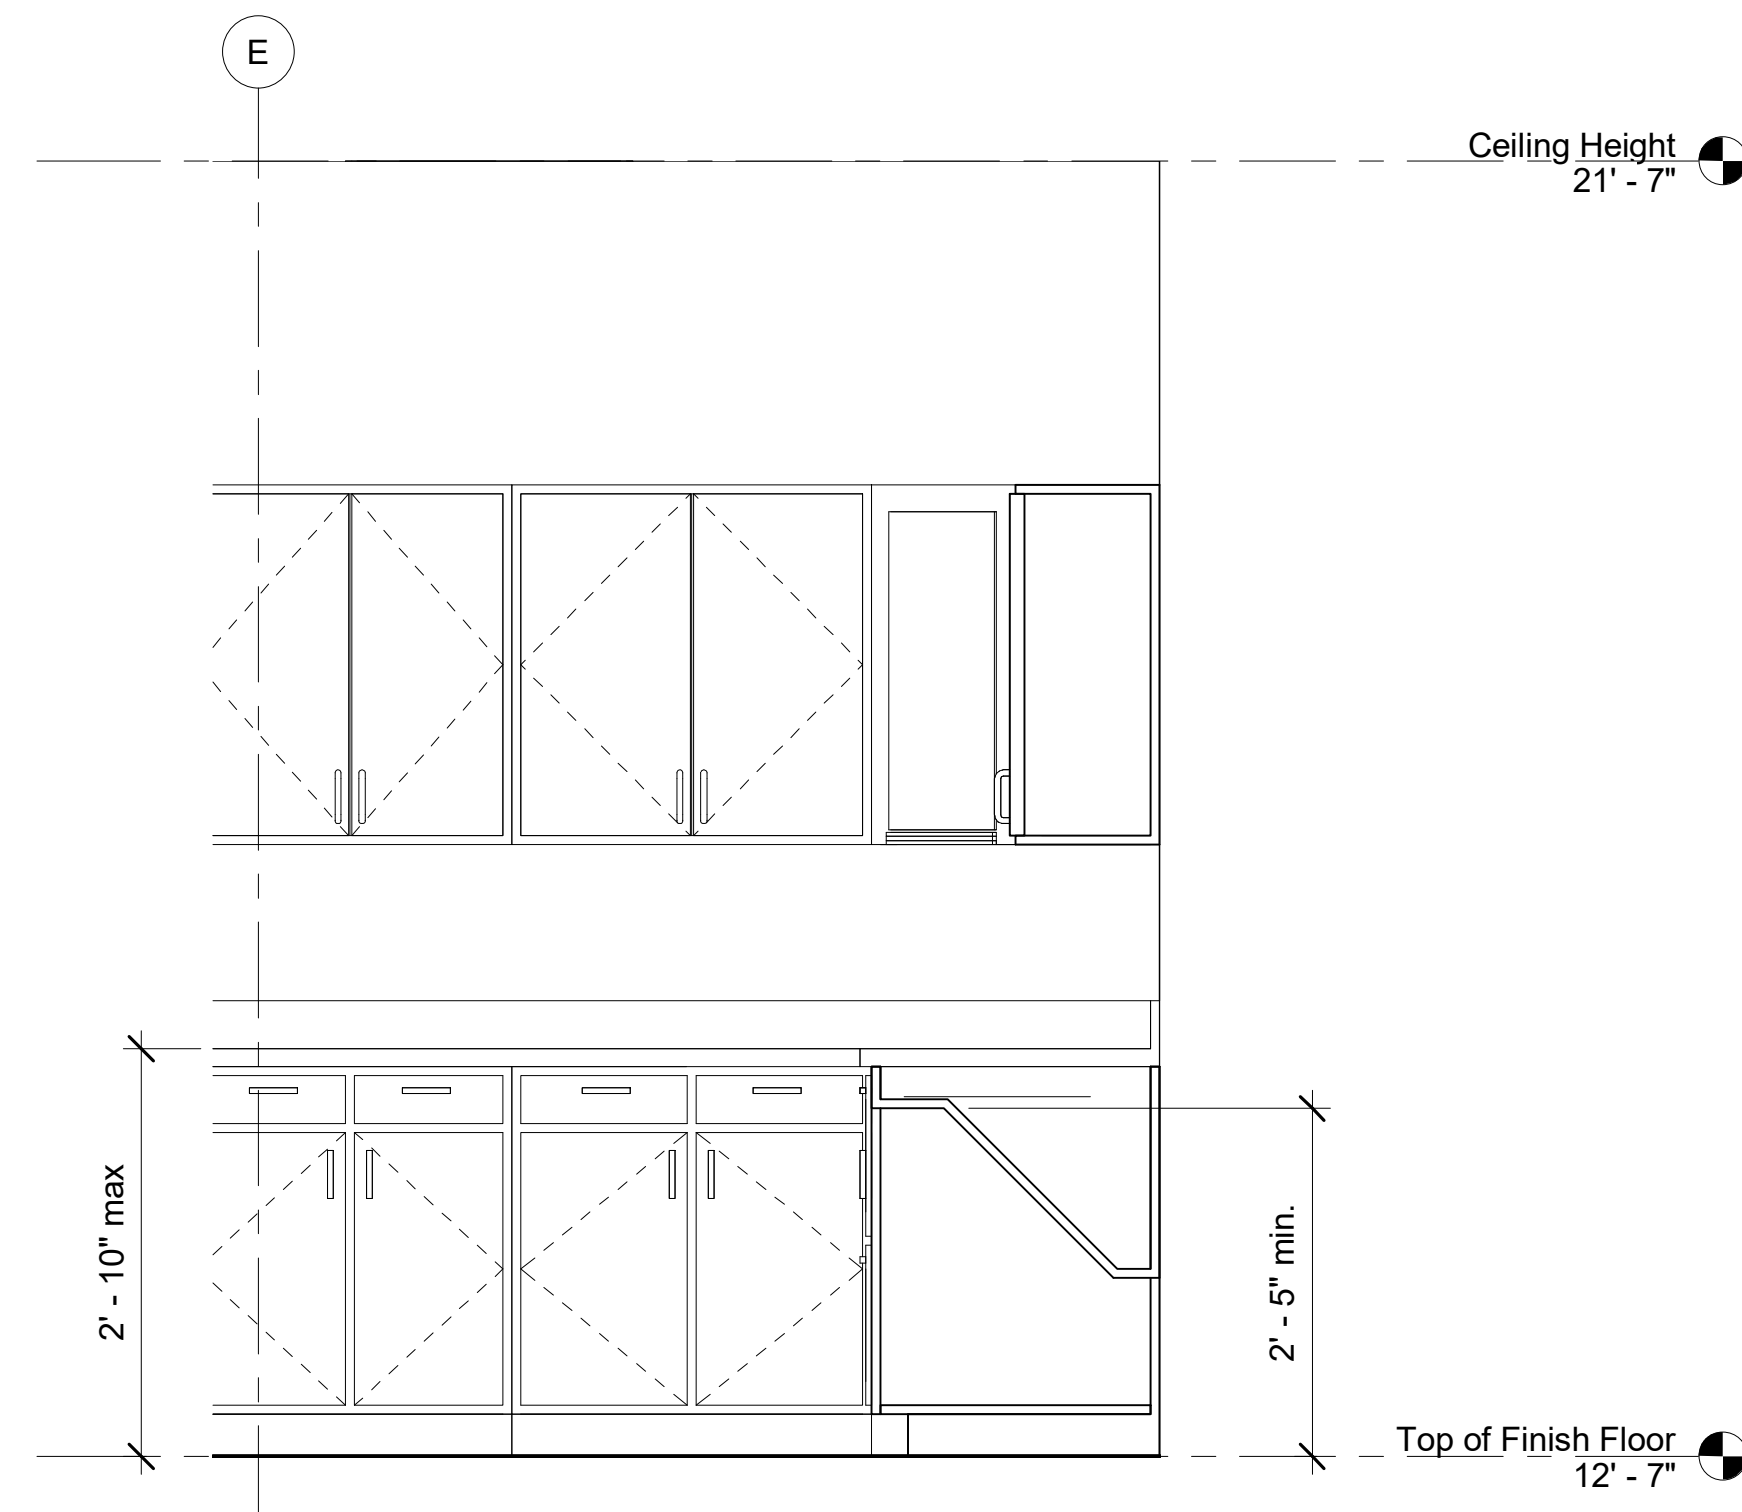 E
Ceiling Height
21' - 7"
2' - 10" max
2' - 5" min.
Top of Finish Floor
12' - 7"